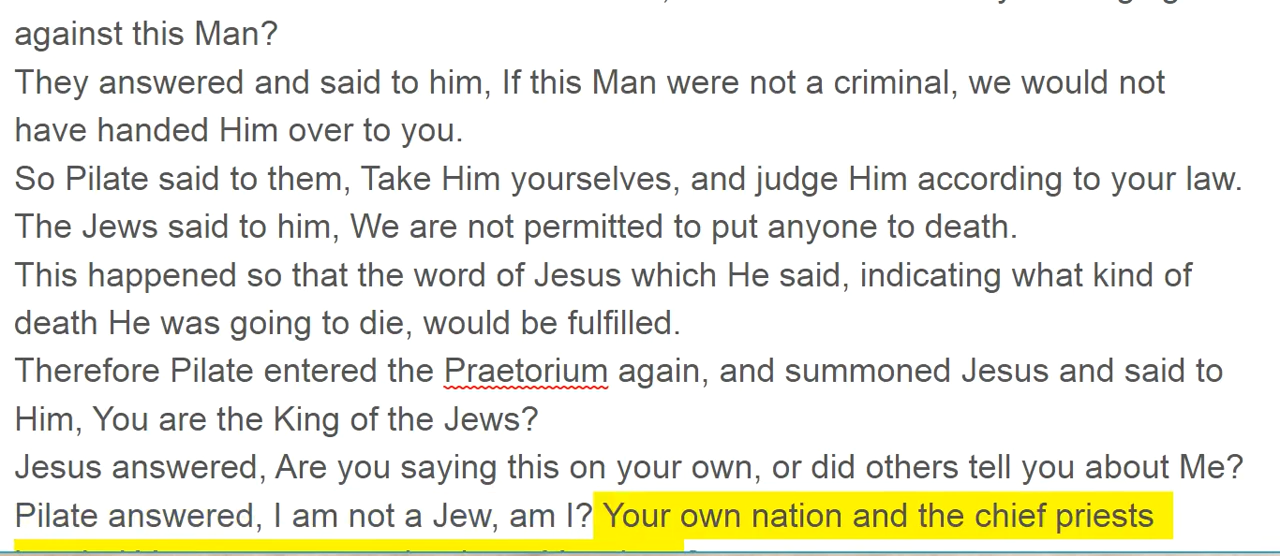 against this Man?
They answered and said to him, If this Man were not a criminal, we would not
have handed Him over to you.
So Pilate said to them, Take Him yourselves, and judge Him according to your law.
The Jews said to him, We are not permitted to put anyone to death.
This happened so that the word of Jesus which He said, indicating what kind of
death He was going to die, would be fulfilled.
Therefore Pilate entered the Praetorium again, and summoned Jesus and said to
Him, You are the King of the Jews?
Jesus answered, Are you saying this on your own, or did others tell you about Me?
Pilate answered, I am not a Jew, am I? Your own nation and the chief priests